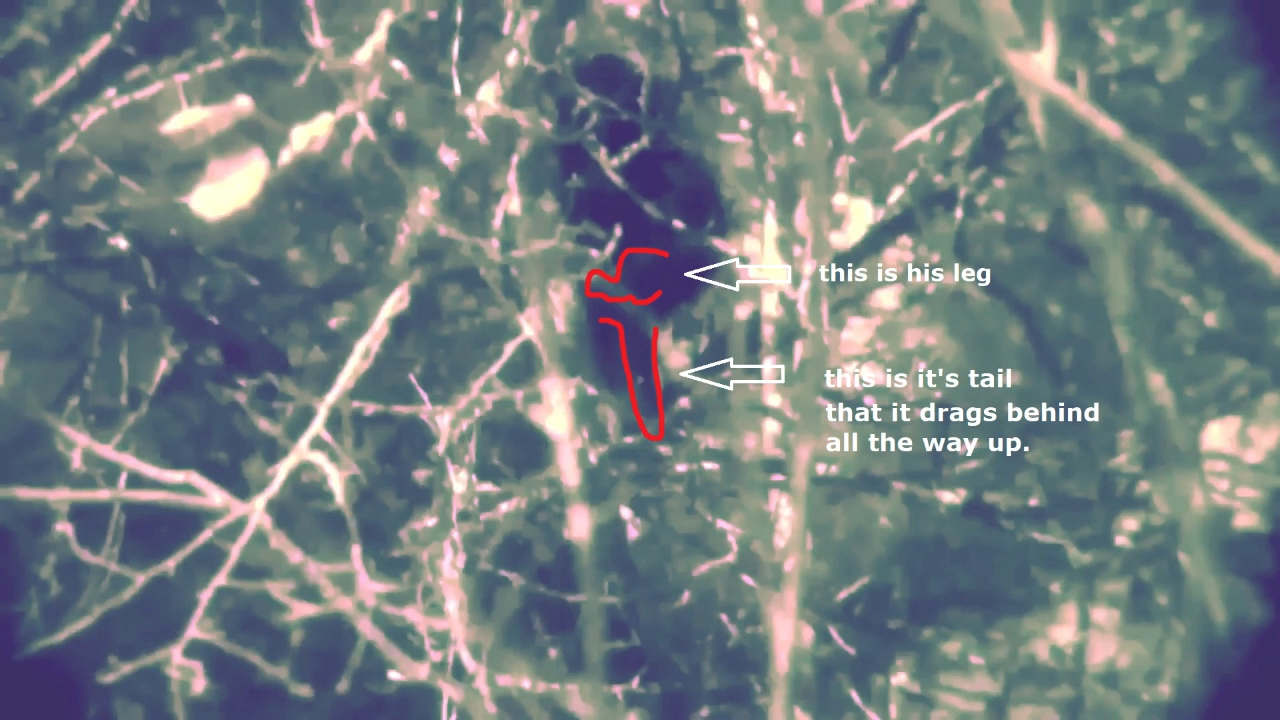 this is his leg
this is it's tail
that it drags behind
all the way up.